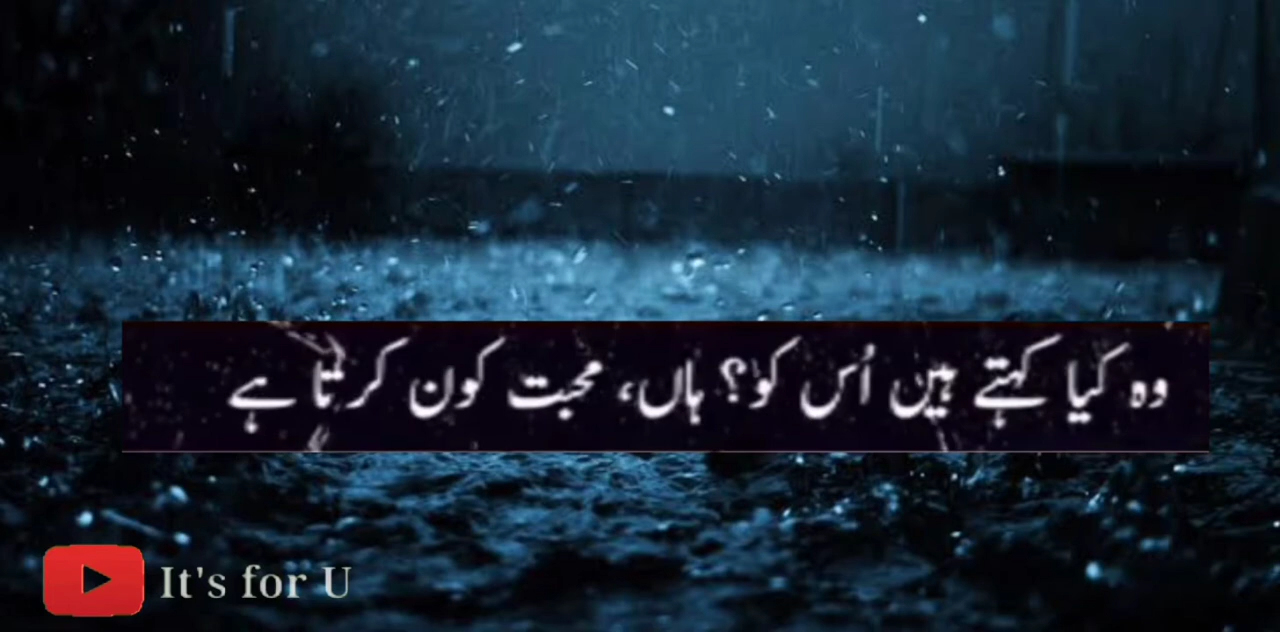 وہ کیا کہتے ہیں اُس کو؟ ہاں، محبت کون کرتا ہے
It's for U